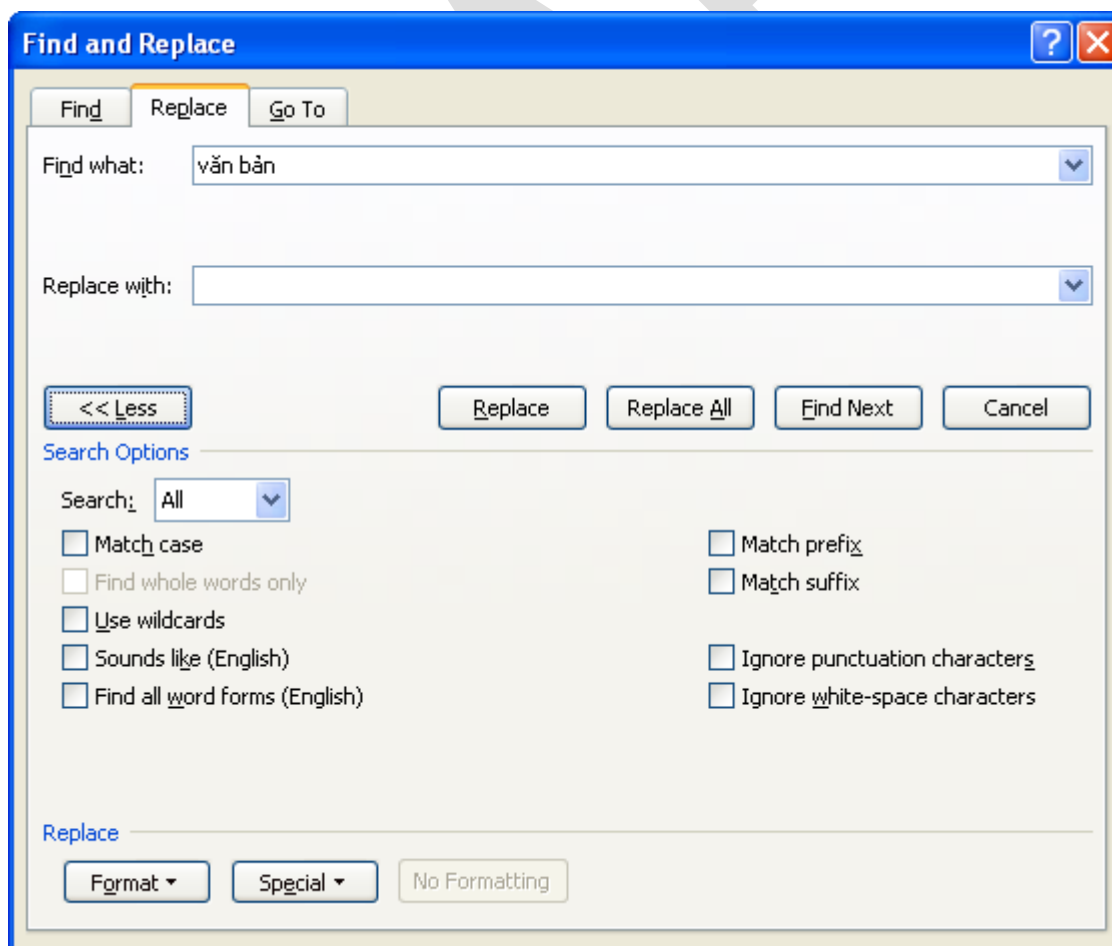 Find and Replace
Find Replace Go To
Find what: văn bản
Replace with:
<< Less Replace Replace All Find Next Cancel
Search Options
Search: All
Match case Match prefix
Find whole words only Match suffix
Use wildcards
Sounds like (English) Ignore punctuation characters
Find all word forms (English) Ignore white-space characters
Replace
Format Special No Formatting